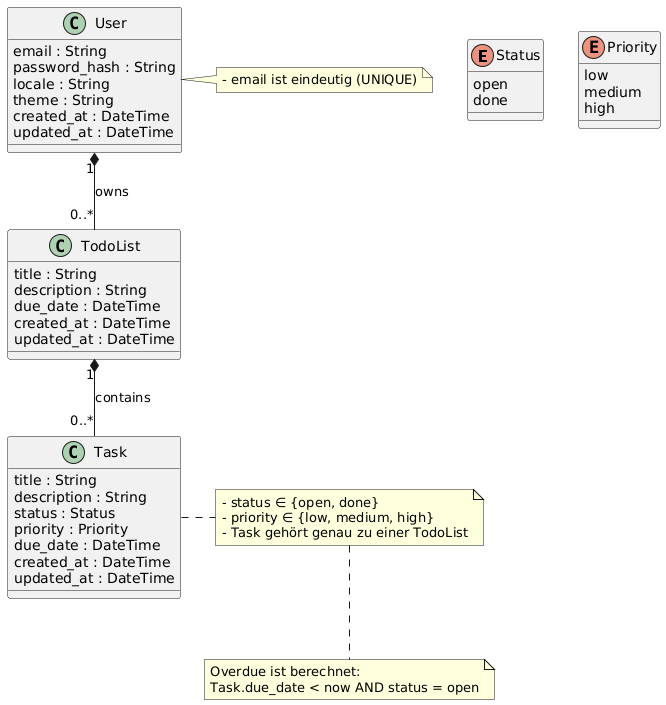 C User
email : String
password_hash : String
locale : String
theme : String
created_at : DateTime
updated_at : DateTime
- email ist eindeutig (UNIQUE)
E Status
open
done
E Priority
low
medium
high
1
owns
0..*
C TodoList
title : String
description : String
due_date : DateTime
created_at : DateTime
updated_at : DateTime
1
contains
0..*
C Task
title : String
description : String
status : Status
priority : Priority
due_date : DateTime
created_at : DateTime
updated_at : DateTime
- status ∈ {open, done}
- priority ∈ {low, medium, high}
- Task gehört genau zu einer TodoList
Overdue ist berechnet:
Task.due_date < now AND status = open